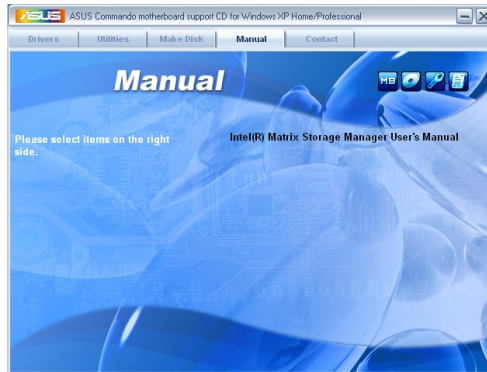 ASUS ASUS Commando motherboard support CD for Windows XP Home/Professional
Drivers Utilities Make Disk Manual Contact
Manual
MB
Please select items on the right
side.
Intel(R) Matrix Storage Manager User's Manual